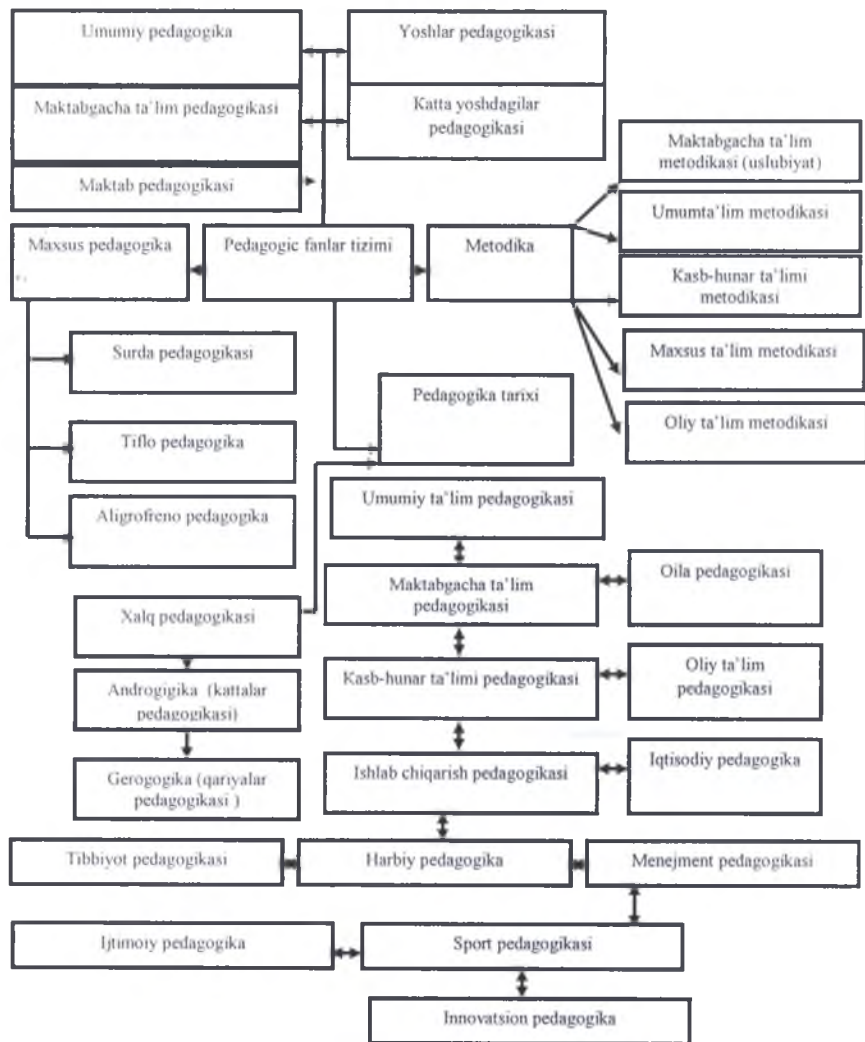 Umumiy pedagogika
Yoshlar pedagogikasi
Maktabgacha ta'lim pedagogikasi
Katta yoshdagilar
pedagogikasi
Maktab pedagogikasi
Maktabgacha ta'lim
metodikasi (uslubiyat)
Umumta'lim metodikasi
Maxsus pedagogika
Pedagogic fanlar tizimi
Metodika
Kasb-hunar ta'limi
metodikasi
Maxsus ta'lim metodikasi
Oliy ta'lim metodikasi
Surda pedagogikasi
Pedagogika tarixi
Tiflo pedagogika
Aligrofreno pedagogika
Umumiy ta'lim pedagogikasi
Maktabgacha ta'lim
pedagogikasi
Oila pedagogikasi
Xalq pedagogikasi
Kasb-hunar ta'limi pedagogikasi
Oliy ta'lim
pedagogikasi
Androgigika (kattalar
pedagogikasi)
Gerogogika (qariyalar
pedagogikasi )
Ishlab chiqarish pedagogikasi
Iqtisodiy pedagogika
Tibbiyot pedagogikasi
Harbiy pedagogika
Menejment pedagogikasi
Ijtimoiy pedagogika
Sport pedagogikasi
Innovatsion pedagogika